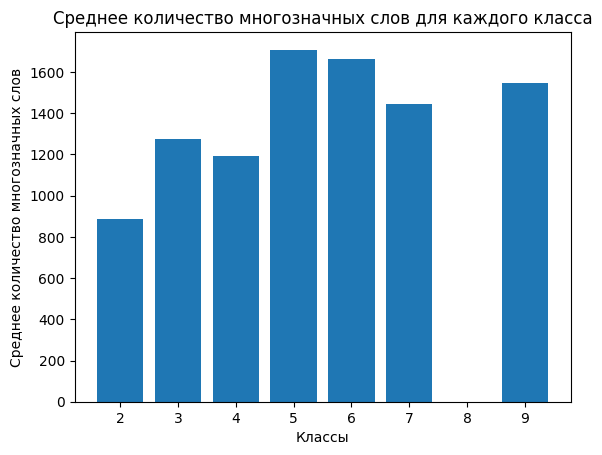 Среднее количество многозначных слов для каждого класса
Среднее количество многозначных слов
1600
1400
1200
1000
800
600
400
200
0
2 3 4 5 6 7 8 9
Классы